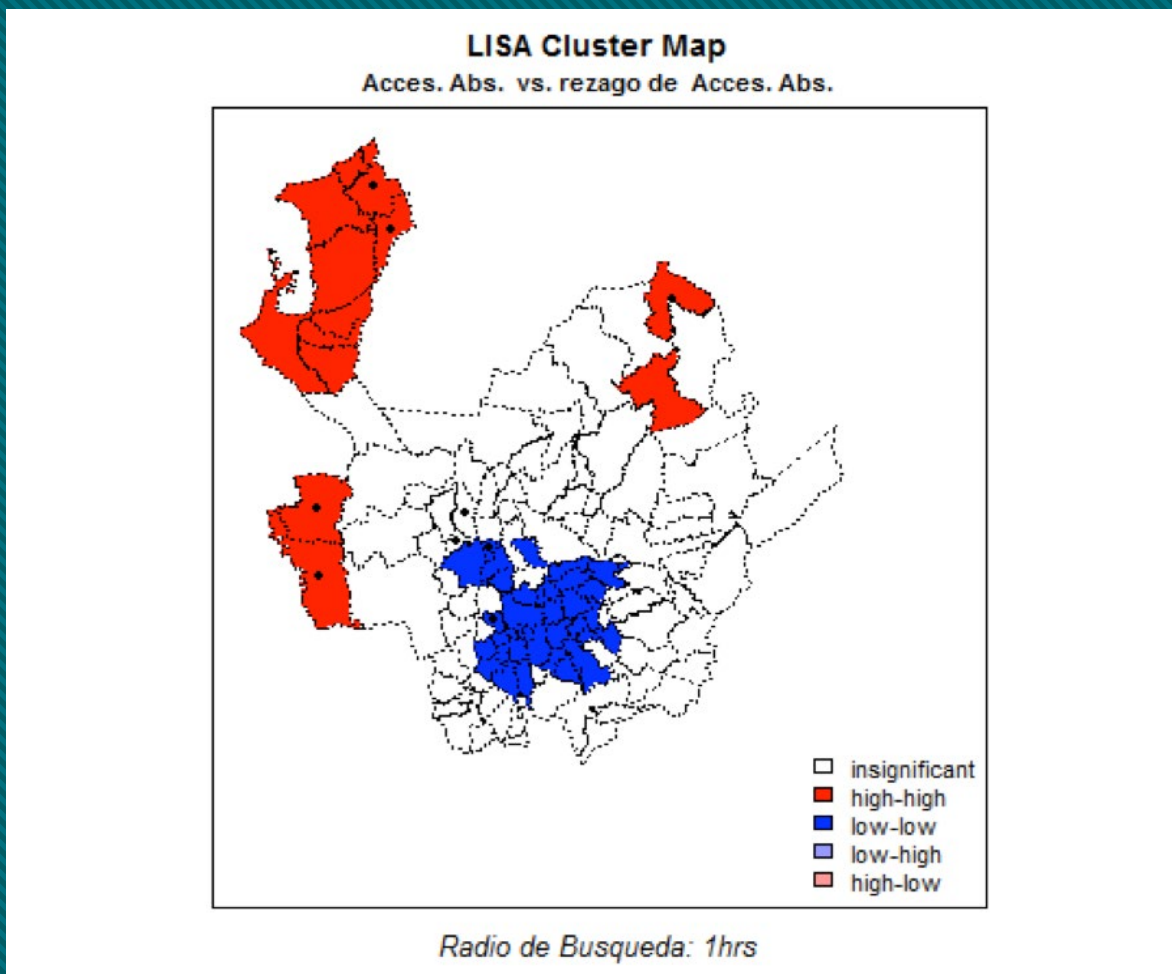 LISA Cluster Map
Acces. Abs. vs. rezago de Acces. Abs.
insignificant
high-high
low-low
low-high
high-low
Radio de Busqueda: 1hrs